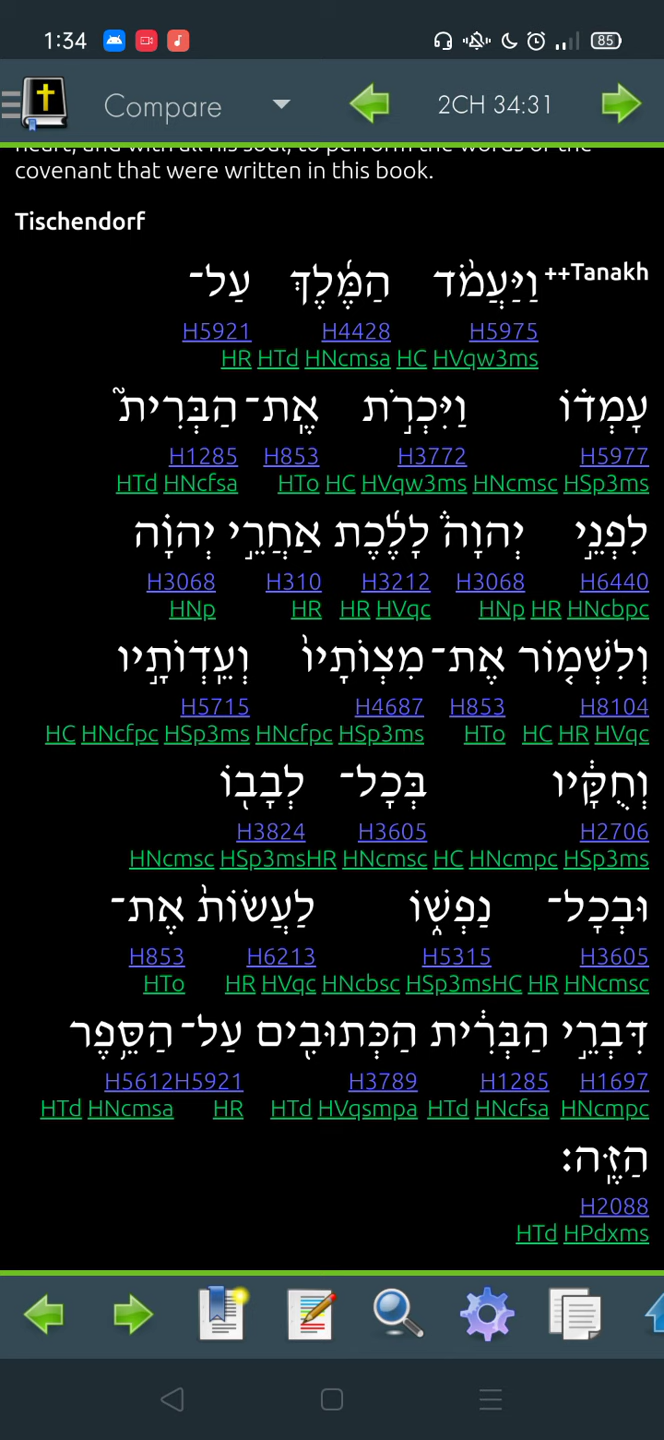 1:34 85
Compare 2CH 34:31
covenant that were written in this book.
Tischendorf
++Tanakh וַיַּעֲמֹ֨ד הַמֶּ֜לֶךְ עַל־
H5975 H4428 H5921
HR HTd HNcmsa HC HVqw3ms
עָמְד֗וֹ וַיִּכְרֹ֣ת אֶֽת־ הַבְּרִית֮
H5977 H3772 H853 H1285
HTd HNcfsa HTo HC HVqw3ms HNcmsc HSp3ms
לִפְנֵ֣י יְהוָה֒ לָלֶ֜כֶת אַחֲרֵ֣י יְהוָ֗ה
H6440 H3068 H3212 H310 H3068
HNp HR HR HVqc HNp HR HNcbpc
וְלִשְׁמ֤וֹר אֶת־ מִצְוֺתָיו֙ וְעֵֽדְוֺתָ֣יו
H8104 H853 H4687 H5715
HC HNcfpc HSp3ms HNcfpc HSp3ms HTo HC HR HVqc
וְחֻקָּ֔יו בְּכָל־ לְבָב֖וֹ
H2706 H3605 H3824
HNcmsc HSp3msHR HNcmsc HC HNcmpc HSp3ms
וּבְכָל־ נַפְשׁ֑וֹ לַעֲשׂוֹת֙ אֶת־
H3605 H5315 H6213 H853
HTo HR HVqc HNcbsc HSp3msHC HR HNcmsc
דִּבְרֵ֣י הַבְּרִ֔ית הַכְּתוּבִ֖ים עַל־ הַסֵּ֥פֶר
H1697 H1285 H3789 H5612H5921
HTd HNcmsa HR HTd HVqsmpa HTd HNcfsa HNcmpc
הַזֶּֽה׃
H2088
HTd HPdxms